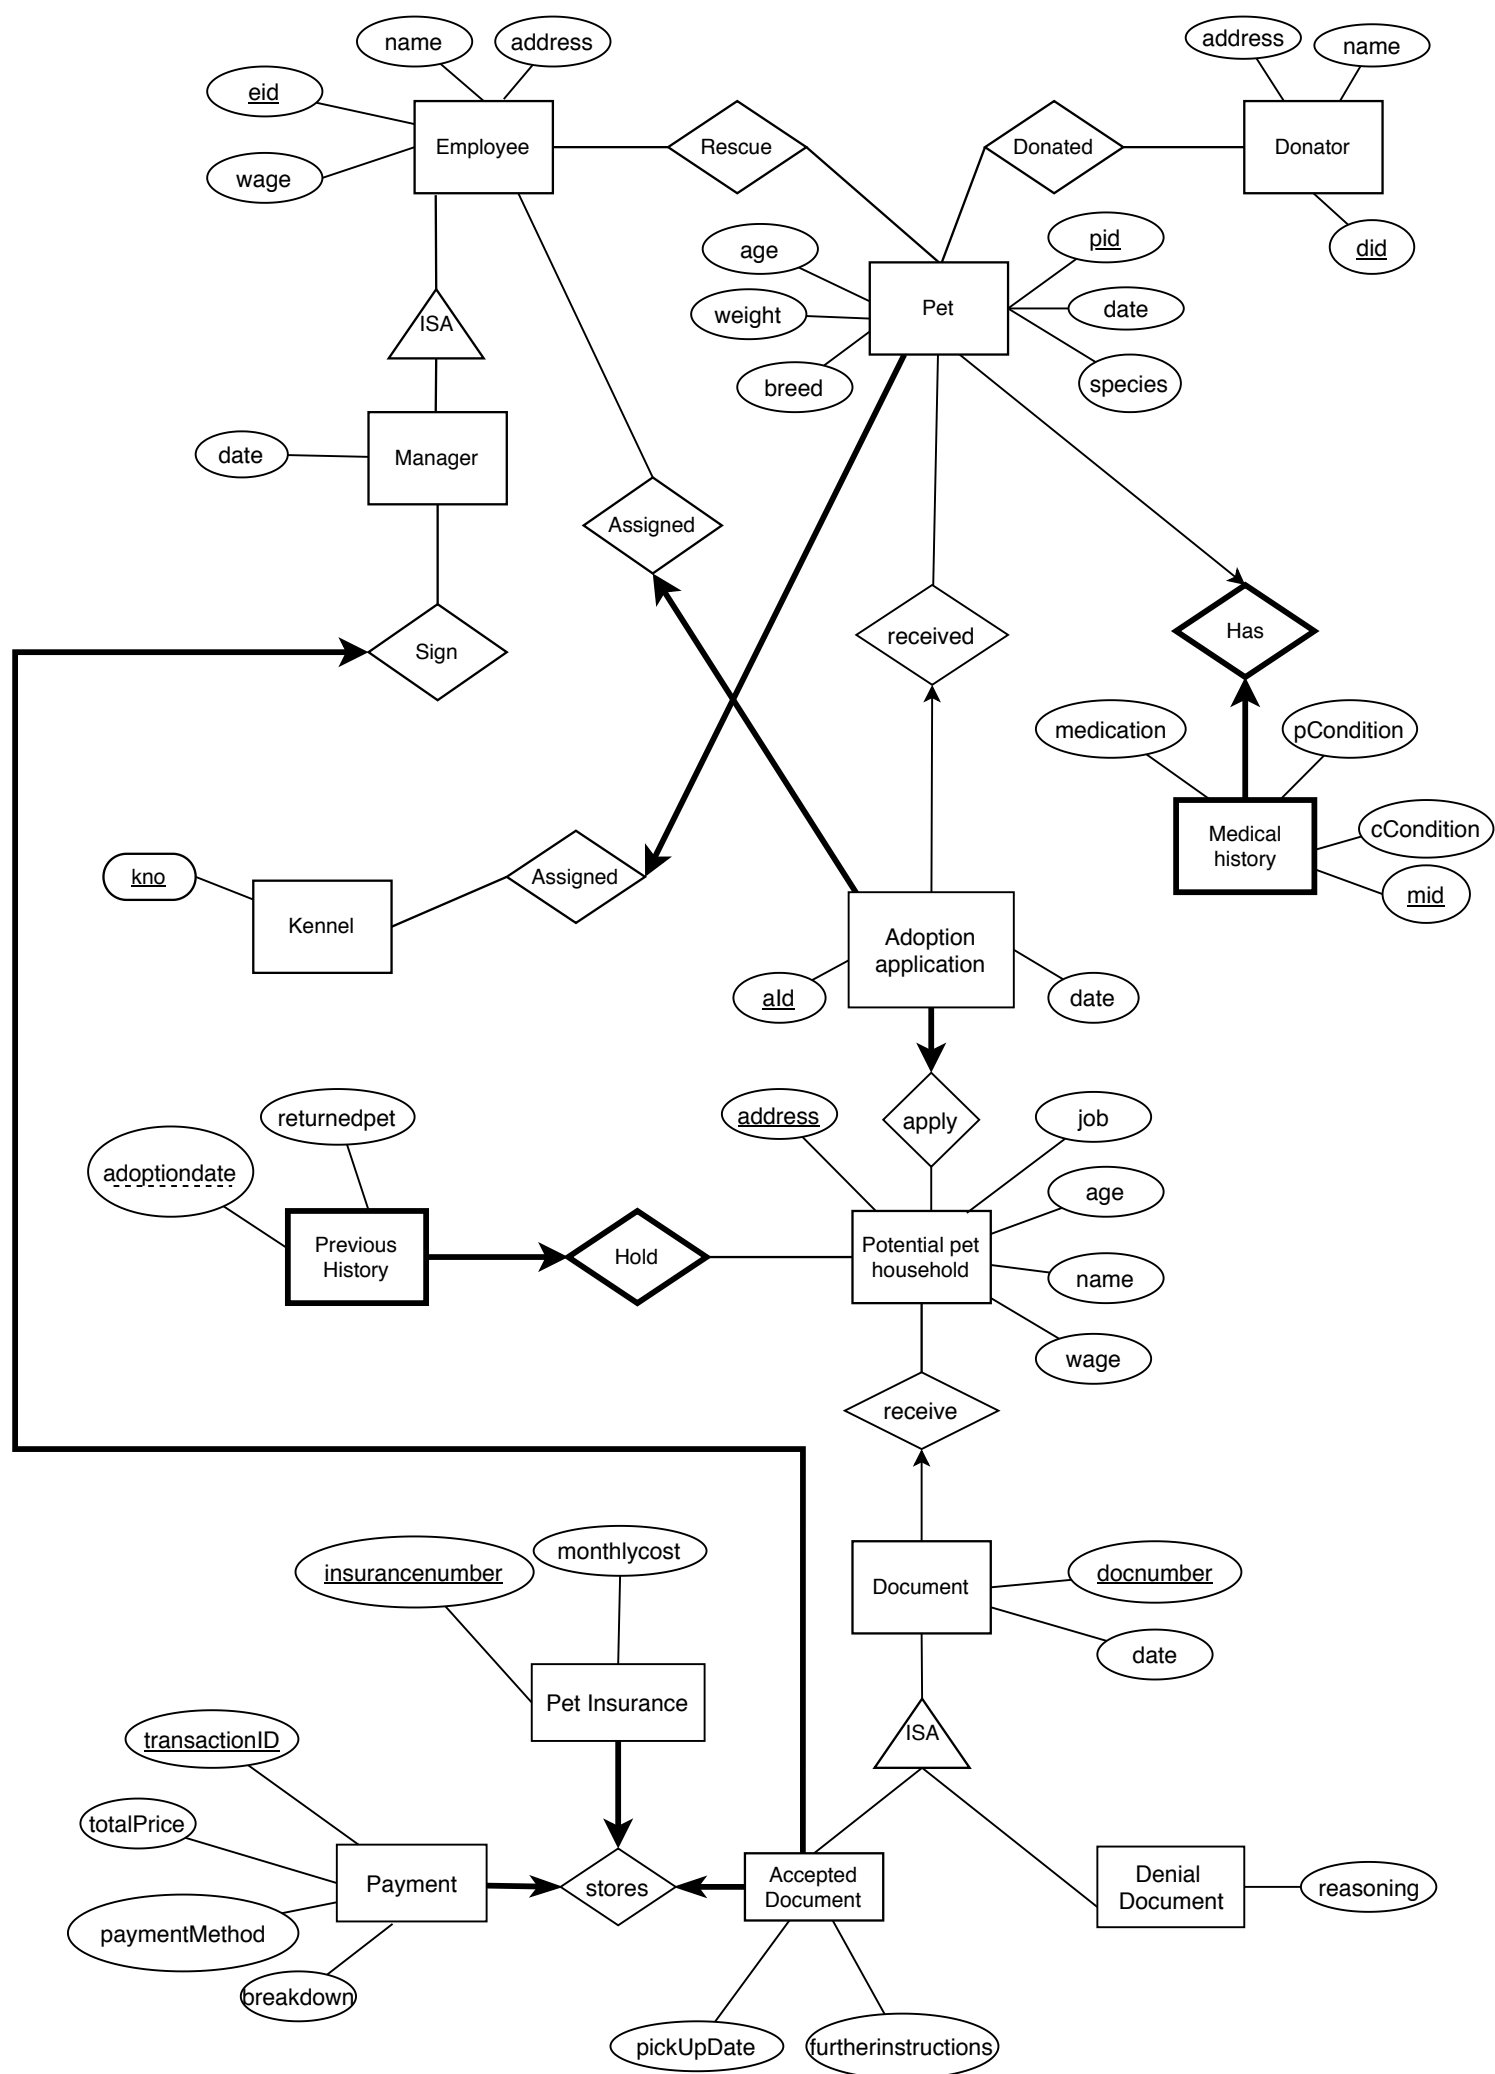 name
address
address
name
eid
Employee
Rescue
Donated
Donator
wage
age
pid
did
weight
Pet
date
breed
species
ISA
date
Manager
Assigned
Sign
received
Has
medication
pCondition
Medical
history
cCondition
mid
kno
Kennel
Assigned
Adoption
application
aId
date
returnedpet
address
apply
job
adoptiondate
age
Previous
History
Hold
Potential pet
household
name
wage
receive
insurancenumber
monthlycost
Document
docnumber
date
Pet Insurance
transactionID
ISA
totalPrice
Payment
stores
Accepted
Document
Denial
Document
reasoning
paymentMethod
breakdown
pickUpDate
furtherinstructions